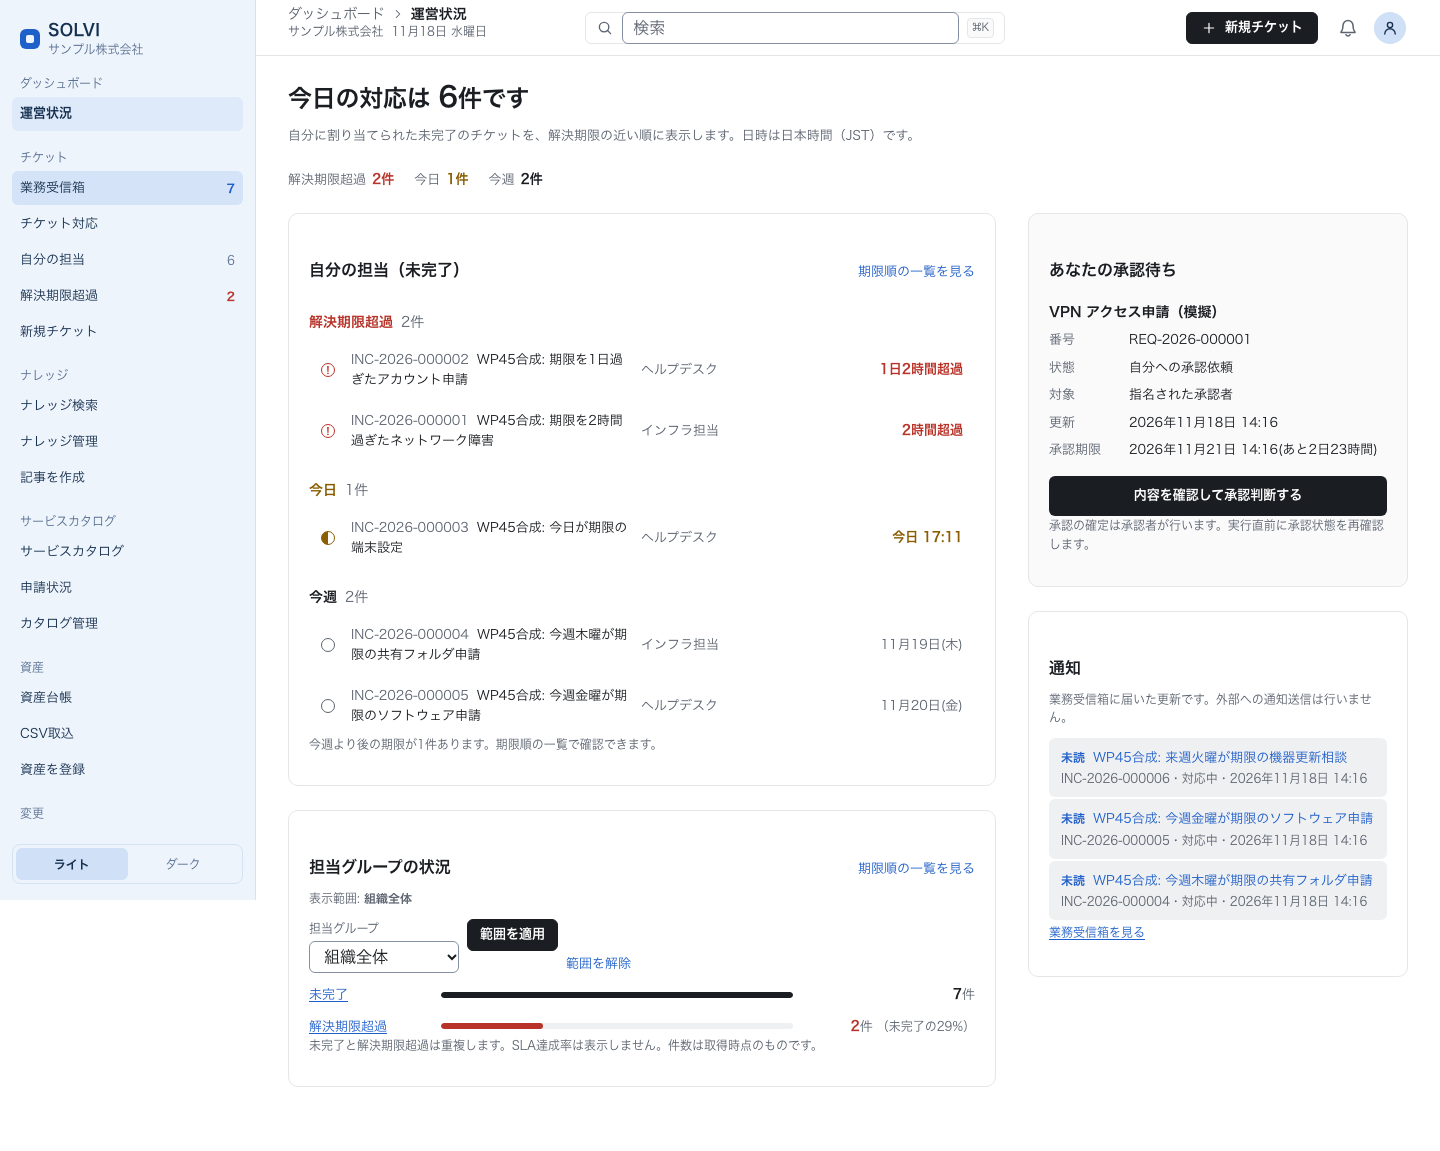 SOLVI
サンプル株式会社
ダッシュボード
運営状況
チケット
業務受信箱 7
チケット対応
自分の担当 6
解決期限超過 2
新規チケット
ナレッジ
ナレッジ検索
ナレッジ管理
記事を作成
サービスカタログ
サービスカタログ
申請状況
カタログ管理
資産
資産台帳
CSV取込
資産を登録
変更
ライト ダーク
ダッシュボード > 運営状況
サンプル株式会社 11月18日 水曜日
検索 ⌘K
+ 新規チケット
今日の対応は 6件です
自分に割り当てられた未完了のチケットを、解決期限の近い順に表示します。日時は日本時間（JST）です。
解決期限超過 2件 今日 1件 今週 2件
自分の担当（未完了）
期限順の一覧を見る
解決期限超過 2件
INC-2026-000002 WP45合成: 期限を1日過
ぎたアカウント申請
ヘルプデスク
1日2時間超過
INC-2026-000001 WP45合成: 期限を2時間
過ぎたネットワーク障害
インフラ担当
2時間超過
今日 1件
INC-2026-000003 WP45合成: 今日が期限の
端末設定
ヘルプデスク
今日 17:11
今週 2件
INC-2026-000004 WP45合成: 今週木曜が期
限の共有フォルダ申請
インフラ担当
11月19日(木)
INC-2026-000005 WP45合成: 今週金曜が期
限のソフトウェア申請
ヘルプデスク
11月20日(金)
今週より後の期限が1件あります。期限順の一覧で確認できます。
担当グループの状況
期限順の一覧を見る
表示範囲: 組織全体
担当グループ
組織全体
範囲を適用
範囲を解除
未完了 7件
解決期限超過 2件 （未完了の29%）
未完了と解決期限超過は重複します。SLA達成率は表示しません。件数は取得時点のものです。
あなたの承認待ち
VPN アクセス申請（模擬）
番号 REQ-2026-000001
状態 自分への承認依頼
対象 指名された承認者
更新 2026年11月18日 14:16
承認期限 2026年11月21日 14:16(あと2日23時間)
内容を確認して承認判断する
承認の確定は承認者が行います。実行直前に承認状態を再確認
します。
通知
業務受信箱に届いた更新です。外部への通知送信は行いませ
ん。
未読 WP45合成: 来週火曜が期限の機器更新相談
INC-2026-000006・対応中・2026年11月18日 14:16
未読 WP45合成: 今週金曜が期限のソフトウェア申請
INC-2026-000005・対応中・2026年11月18日 14:16
未読 WP45合成: 今週木曜が期限の共有フォルダ申請
INC-2026-000004・対応中・2026年11月18日 14:16
業務受信箱を見る